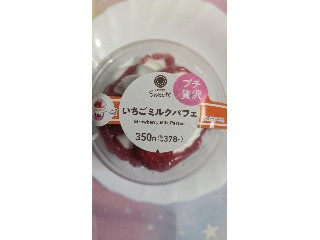 Sweets
プチ
贅沢
いちごミルクパフェ
Strawberry Milk Parfait
350円(税込378円)